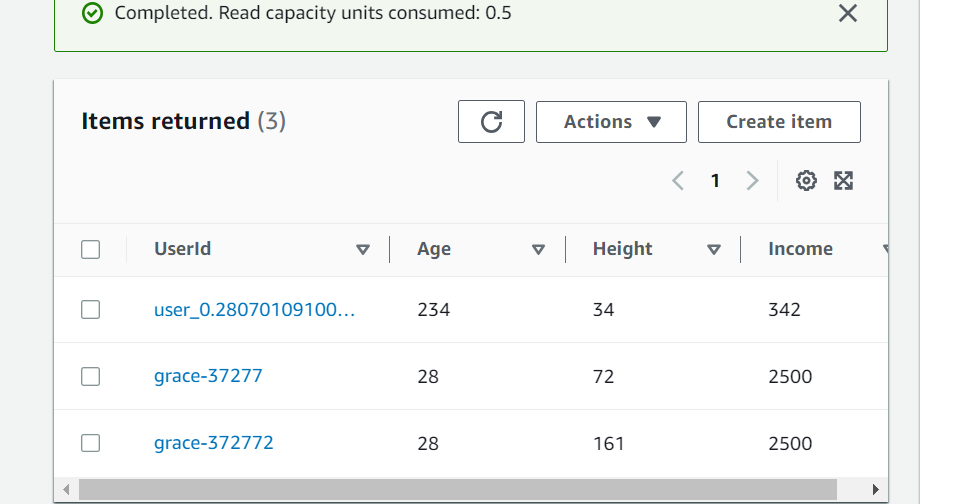 Completed. Read capacity units consumed: 0.5
Items returned (3)
Actions
Create item
1
UserId Age Height Income
user_0.28070109100… 234 34 342
grace-37277 28 72 2500
grace-372772 28 161 2500